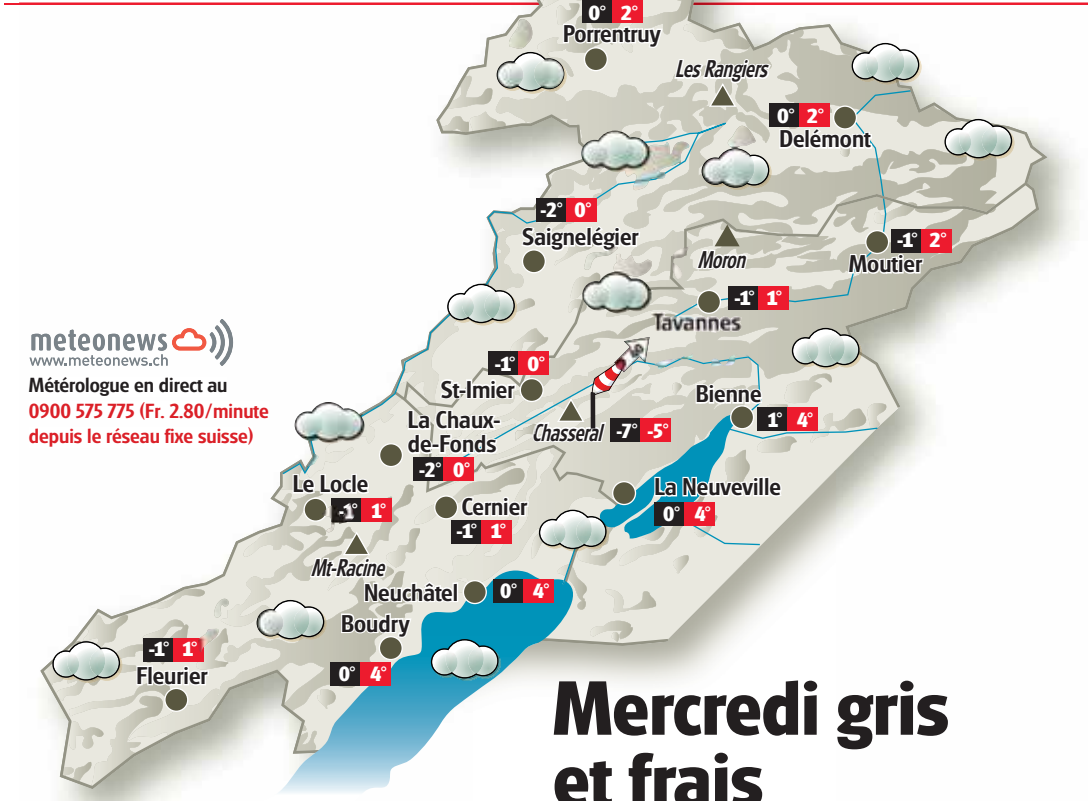 0° 2°
Porrentruy
Les Rangiers
0° 2°
Delémont
-2° 0°
Saignelégier
Moron
-1° 2°
Moutier
-1° 1°
Tavannes
meteonews
www.meteonews.ch
Météorologue en direct au
0900 575 775 (Fr. 2.80/minute
depuis le réseau fixe suisse)
-1° 0°
St-Imier
Bienne
1° 4°
La Chaux-
de-Fonds
-2° 0°
Chasseral -7° -5°
Le Locle
-1° 1°
Cernier
-1° 1°
La Neuveville
0° 4°
Mt-Racine
Neuchâtel 0° 4°
Boudry
0° 4°
-1° 1°
Fleurier
Mercredi gris
et frais